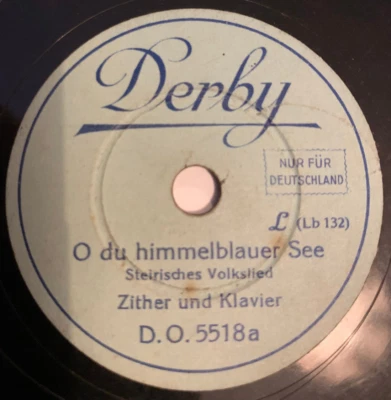 Derby
NUR FÜR
DEUTSCHLAND
L (Lb 132)
O du himmelblauer See
Steirisches Volkslied
Zither und Klavier
D.O. 5518a